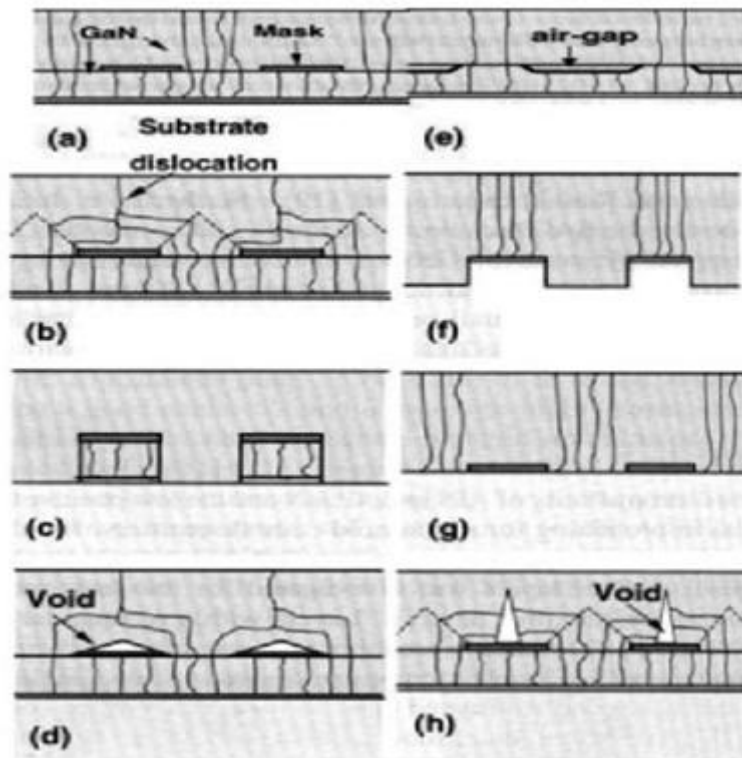 GaN
Mask
air-gap
(a)
(e)
Substrate
dislocation
(b)
(f)
(c)
(g)
Void
Void
(d)
(h)